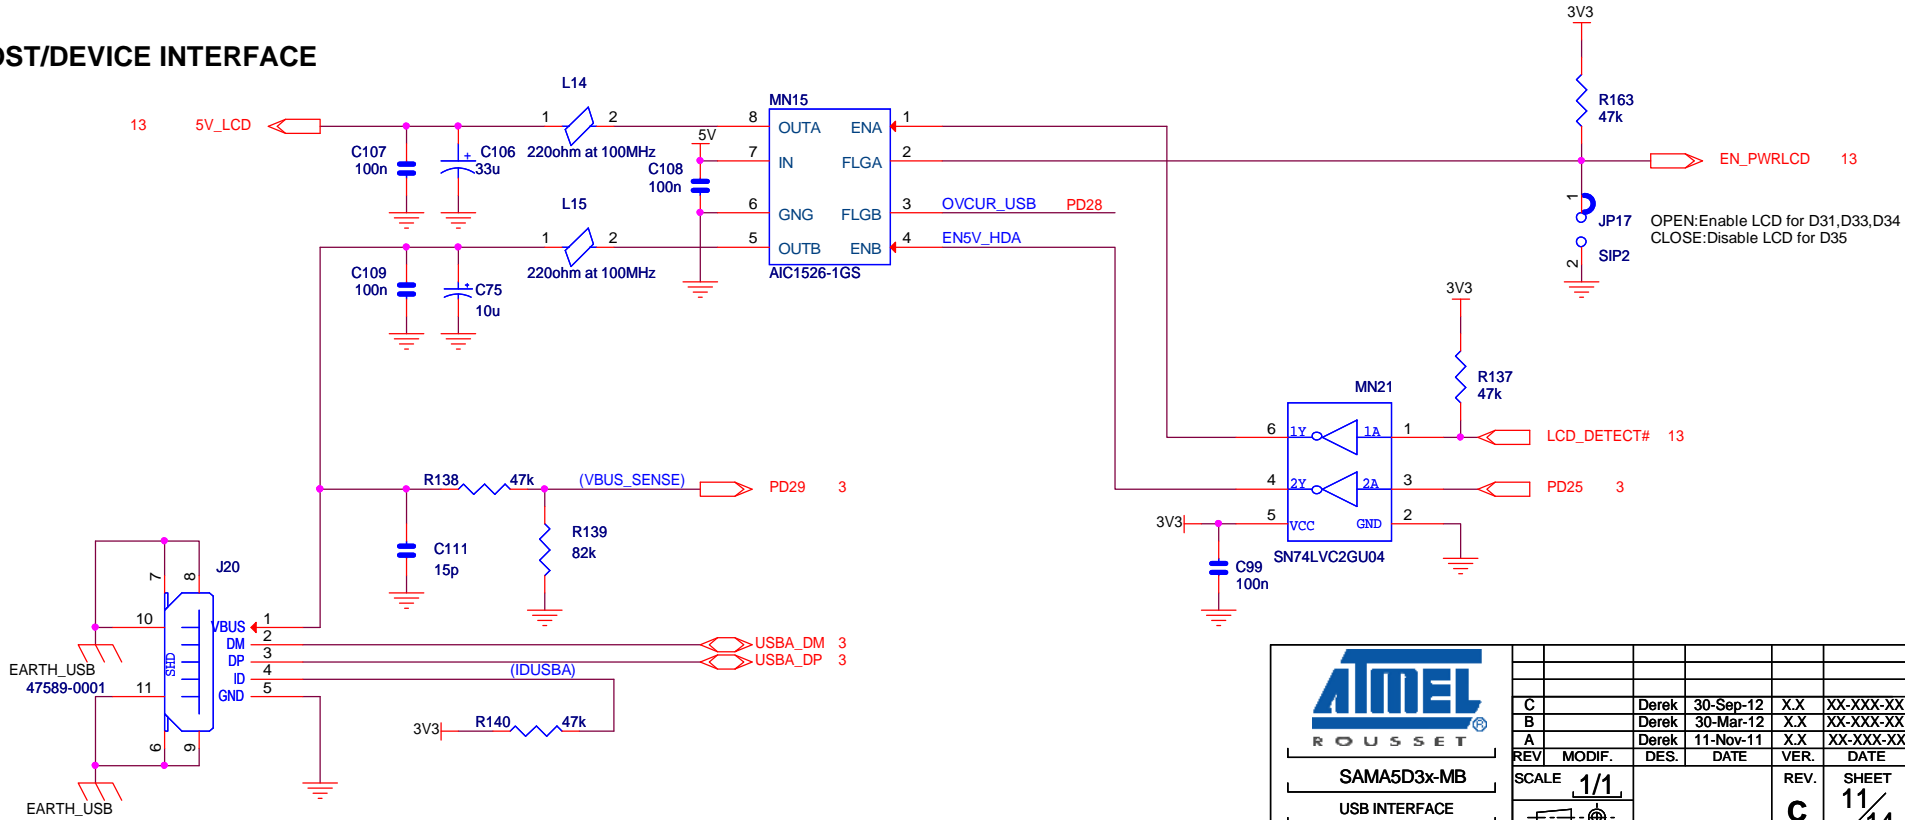 OST/DEVICE INTERFACE
3V3
R163
47k
EN_PWRLCD 13
1
JP17
OPEN:Enable LCD for D31,D33,D34
CLOSE:Disable LCD for D35
SIP2
2
13 5V_LCD
L14
1 2
220ohm at 100MHz
C107
100n
C106
+
33u
MN15
8 OUTA ENA 1
5V
7 IN FLGA 2
C108
100n
6 GNG FLGB 3 OVCUR_USB PD28
5 OUTB ENB 4 EN5V_HDA
AIC1526-1GS
L15
1 2
220ohm at 100MHz
C109
100n
+
C75
10u
3V3
R137
47k
MN21
6 1Y 1A 1 LCD_DETECT# 13
4 2Y 2A 3 PD25 3
3V3 5 VCC GND 2
SN74LVC2GU04
C99
100n
R138 47k (VBUS_SENSE) PD29 3
R139
82k
C111
15p
J20
7 8
10 VBUS 1
DM 2 USBA_DM 3
DP 3 USBA_DP 3
ID 4 (IDUSBA)
11 GND 5
SHD
EARTH_USB
47589-0001
6 9
3V3 R140 47k
EARTH_USB
ATMEL®
ROUSSET
SAMA5D3x-MB
USB INTERFACE
C Derek 30-Sep-12 X.X XX-XXX-XX
B Derek 30-Mar-12 X.X XX-XXX-XX
A Derek 11-Nov-11 X.X XX-XXX-XX
REV MODIF. DES. DATE VER. DATE
SCALE 1/1 REV. SHEET
C 11/14